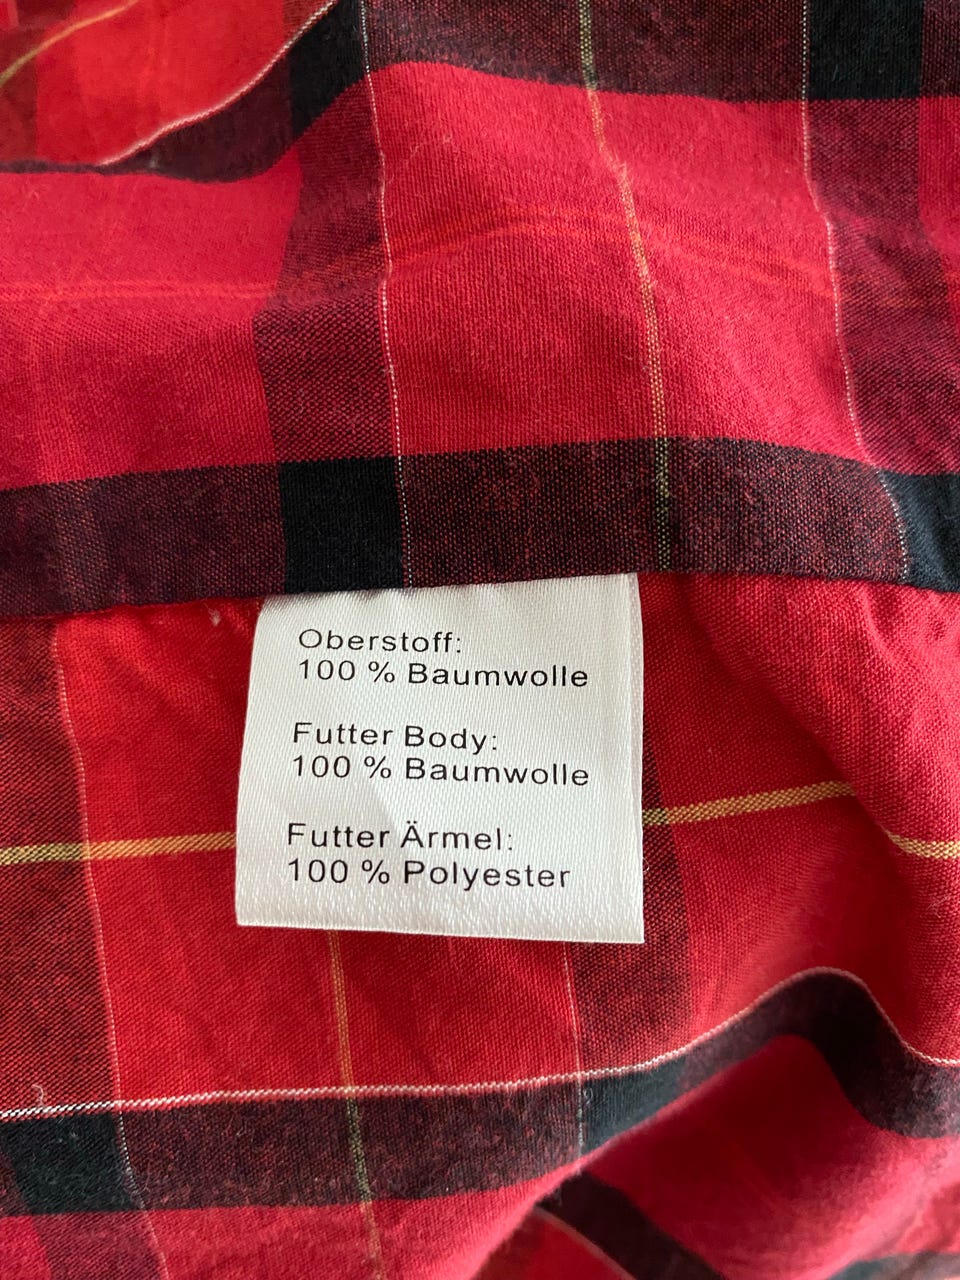 Oberstoff:
100 % Baumwolle
Futter Body:
100 % Baumwolle
Futter Ärmel:
100 % Polyester